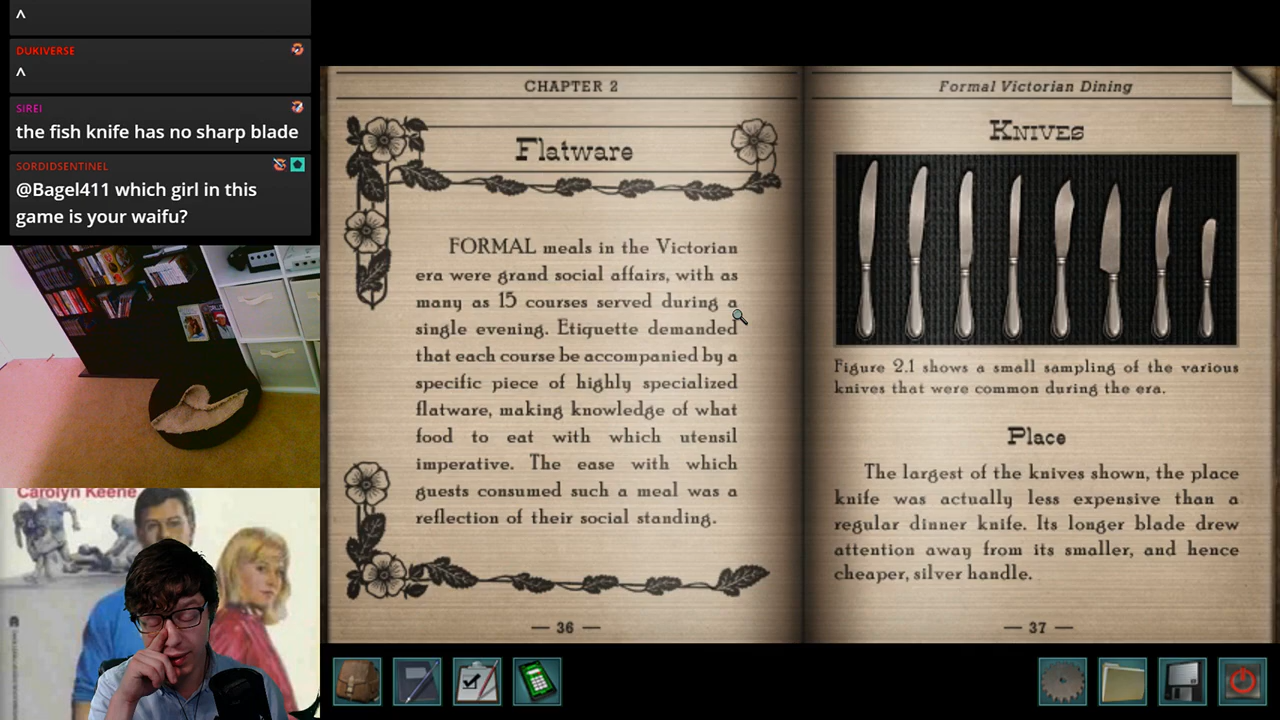 ^
DUKIVERSE
^
SIREI
the fish knife has no sharp blade
SORDIDSENTINEL
@Bagel411 which girl in this
game is your waifu?
Carolyn Keene
CHAPTER 2
Flatware
FORMAL meals in the Victorian
era were grand social affairs, with as
many as 15 courses served during a
single evening. Etiquette demanded
that each course be accompanied by a
specific piece of highly specialized
flatware, making knowledge of what
food to eat with which utensil
imperative. The ease with which
guests consumed such a meal was a
reflection of their social standing.
— 36 —
Formal Victorian Dining
KNIVES
Figure 2.1 shows a small sampling of the various
knives that were common during the era.
Place
The largest of the knives shown, the place
knife was actually less expensive than a
regular dinner knife. Its longer blade drew
attention away from its smaller, and hence
cheaper, silver handle.
— 37 —